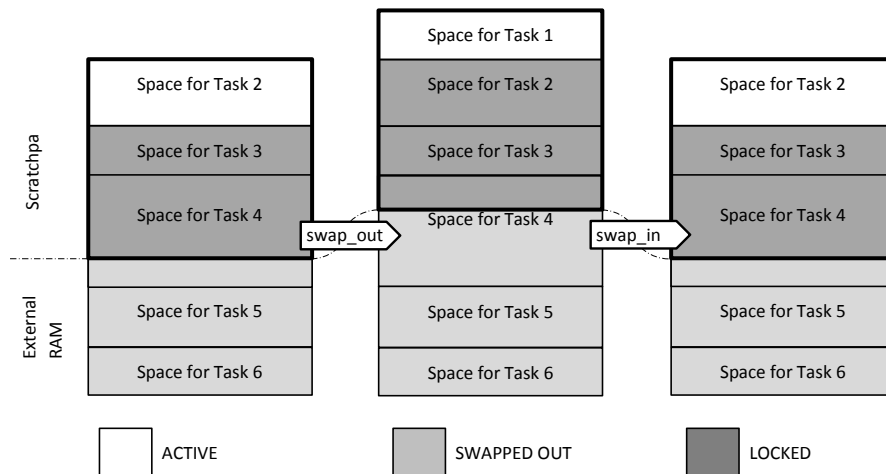 Space for Task 1
Space for Task 2
Space for Task 2
Space for Task 2
Space for Task 3
Space for Task 3
Space for Task 3
Scratchpa
Space for Task 4
Space for Task 4
Space for Task 4
swap_out
swap_in
External
RAM
Space for Task 5
Space for Task 5
Space for Task 5
Space for Task 6
Space for Task 6
Space for Task 6
ACTIVE
SWAPPED OUT
LOCKED